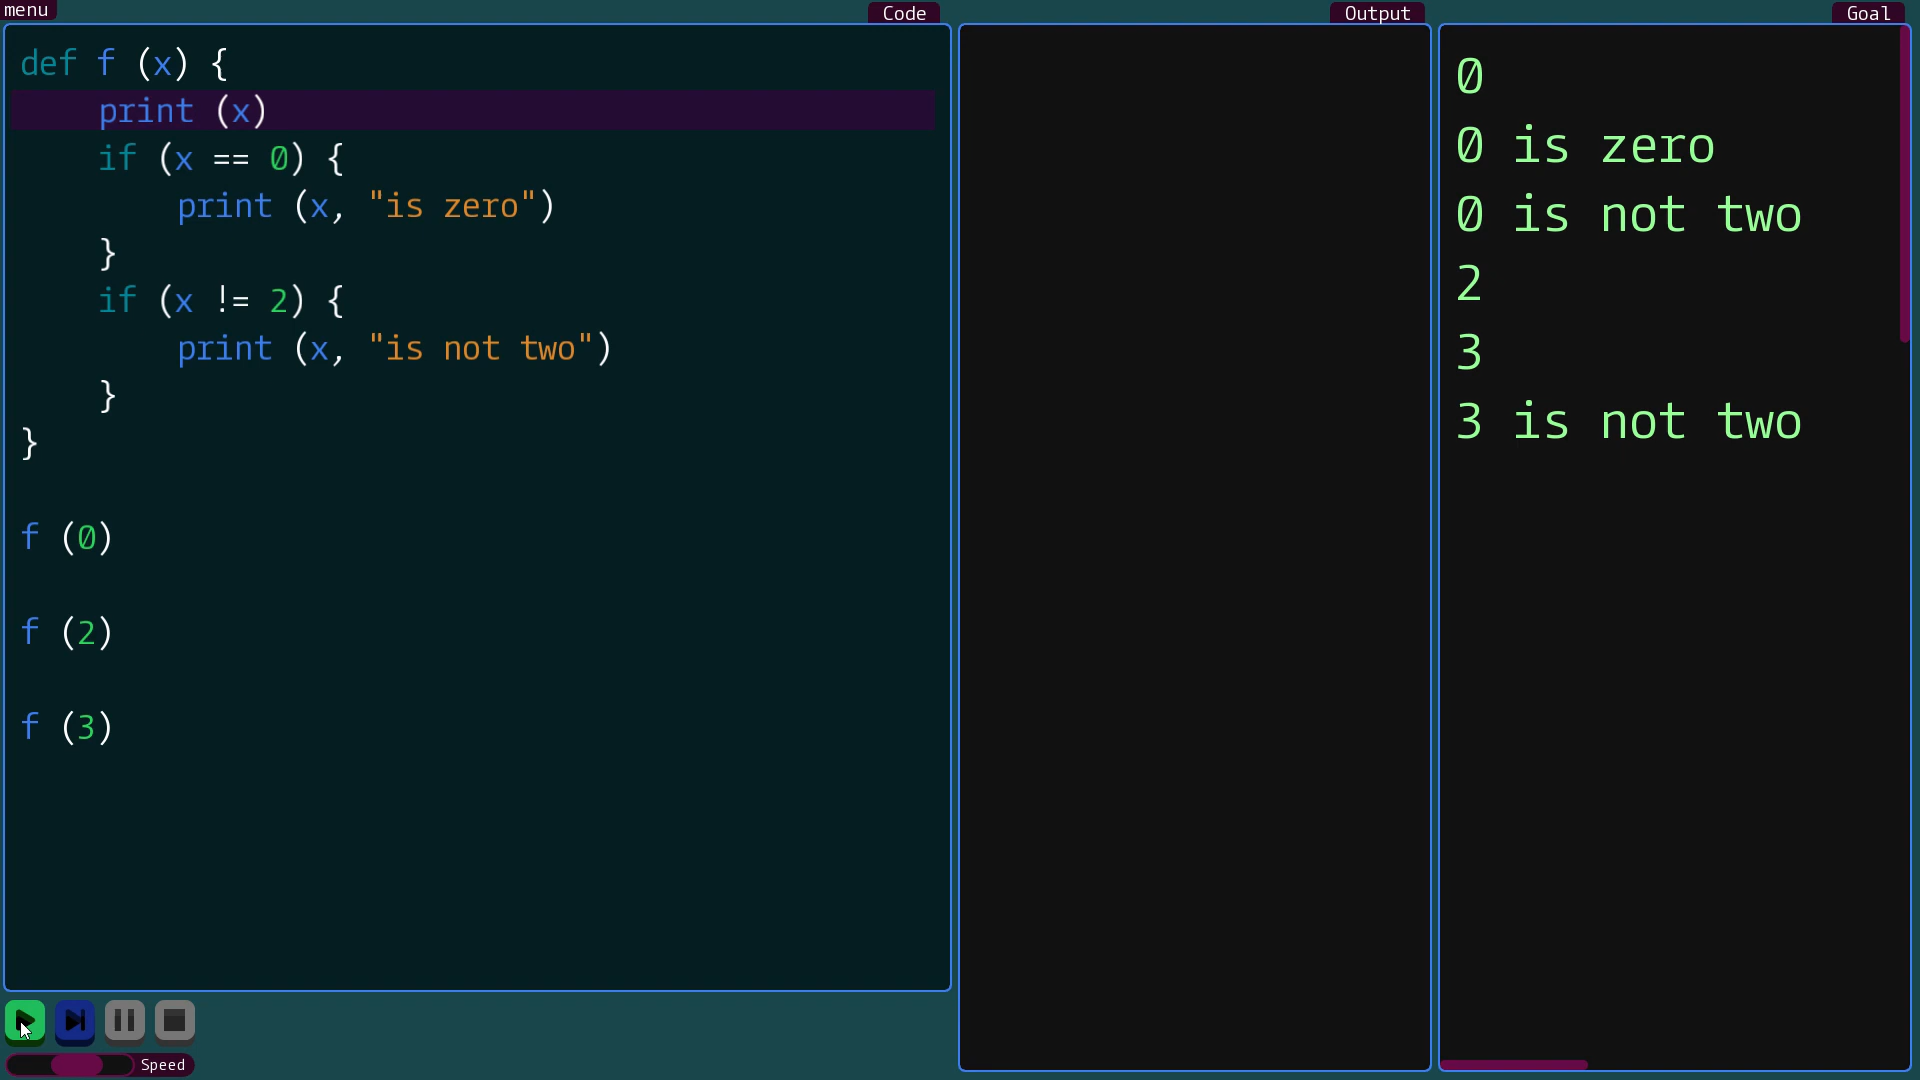 menu
Code
Output
Goal
def f (x) {
print (x)
if (x == 0) {
print (x, "is zero")
}
if (x != 2) {
print (x, "is not two")
}
}
f (0)
f (2)
f (3)
0
0 is zero
0 is not two
2
3
3 is not two
Speed